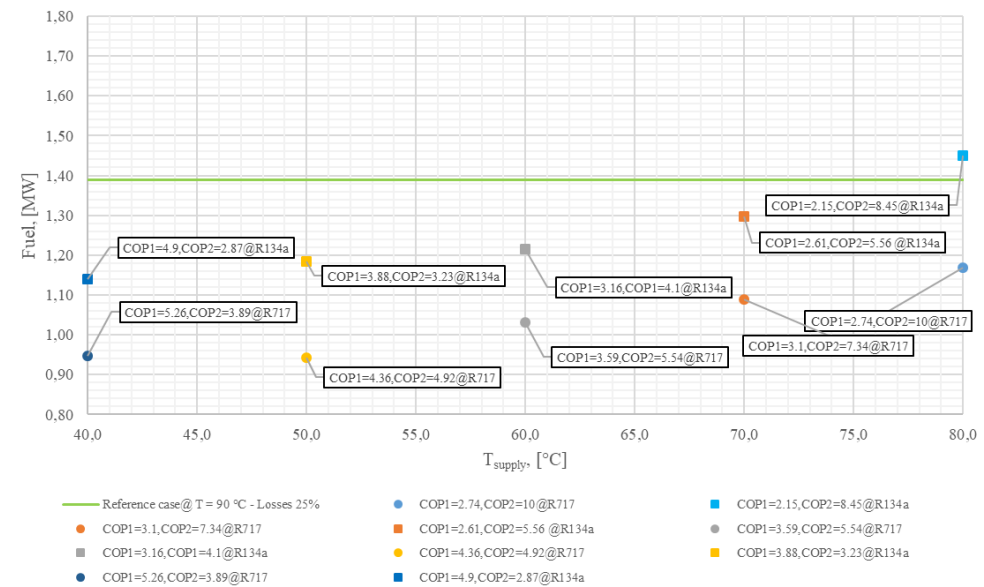 1,80
1,70
1,60
1,50
1,40
1,30
1,20
1,10
1,00
0,90
0,80
Fuel, [MW]
COP1=2.15,COP2=8.45@R134a
COP1=4.9,COP2=2.87@R134a
COP1=2.61,COP2=5.56 @R134a
COP1=3.88,COP2=3.23@R134a
COP1=3.16,COP1=4.1@R134a
COP1=5.26,COP2=3.89@R717
COP1=2.74,COP2=10@R717
COP1=3.1,COP2=7.34@R717
COP1=3.59,COP2=5.54@R717
COP1=4.36,COP2=4.92@R717
40,0 45,0 50,0 55,0 60,0 65,0 70,0 75,0 80,0
Tsupply, [°C]
Reference case@ T = 90 °C - Losses 25% COP1=2.74,COP2=10@R717 COP1=2.15,COP2=8.45@R134a
COP1=3.1,COP2=7.34@R717 COP1=2.61,COP2=5.56 @R134a COP1=3.59,COP2=5.54@R717
COP1=3.16,COP1=4.1@R134a COP1=4.36,COP2=4.92@R717 COP1=3.88,COP2=3.23@R134a
COP1=5.26,COP2=3.89@R717 COP1=4.9,COP2=2.87@R134a